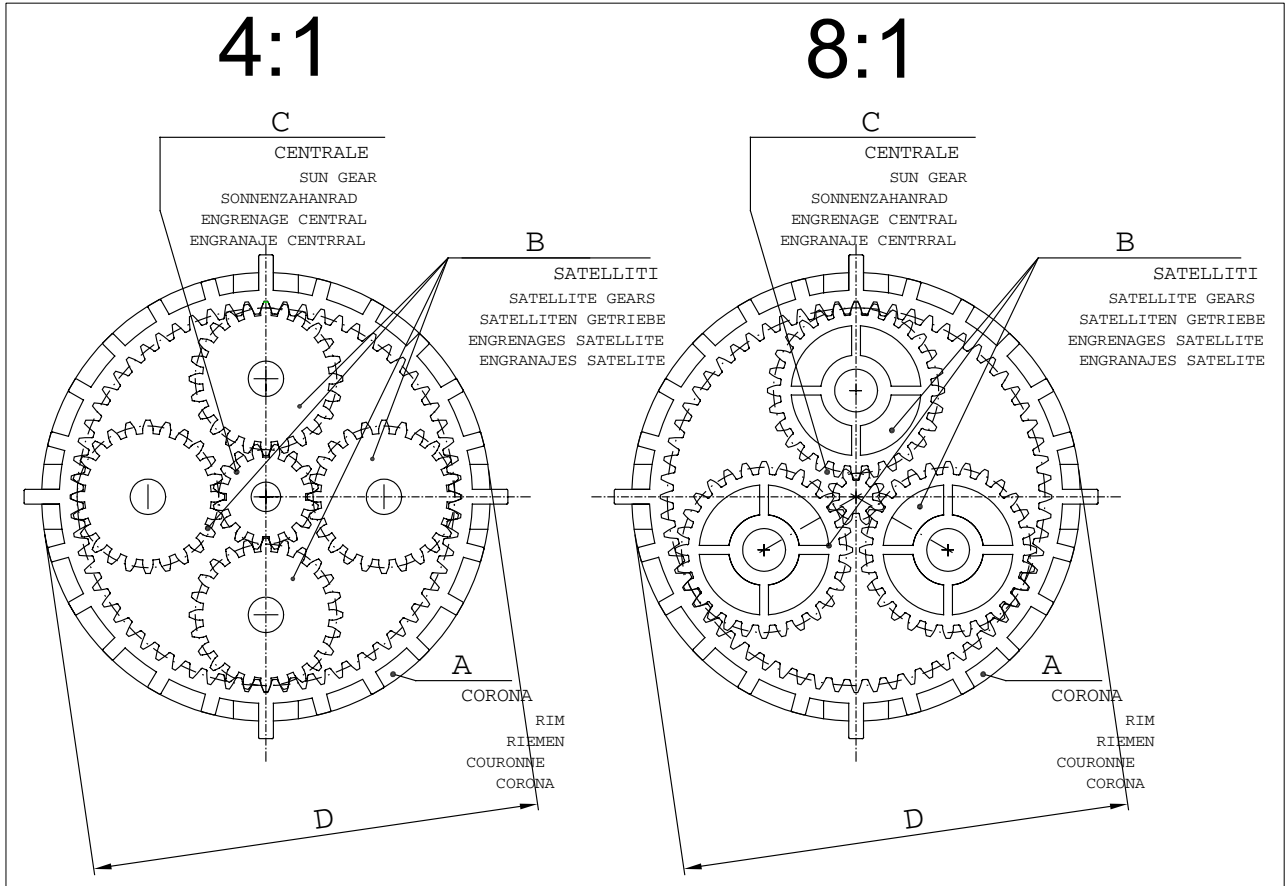 4:1
C
CENTRALE
SUN GEAR
SONNENZAHANRAD
ENGRENAGE CENTRAL
ENGRANAJE CENTRRAL
B
SATELLITI
SATELLITE GEARS
SATELLITEN GETRIEBE
ENGRENAGES SATELLITE
ENGRANAJES SATELITE
A
CORONA
RIM
RIEMEN
COURONNE
CORONA
D
8:1
C
CENTRALE
SUN GEAR
SONNENZAHANRAD
ENGRENAGE CENTRAL
ENGRANAJE CENTRRAL
B
SATELLITI
SATELLITE GEARS
SATELLITEN GETRIEBE
ENGRENAGES SATELLITE
ENGRANAJES SATELITE
A
CORONA
RIM
RIEMEN
COURONNE
CORONA
D